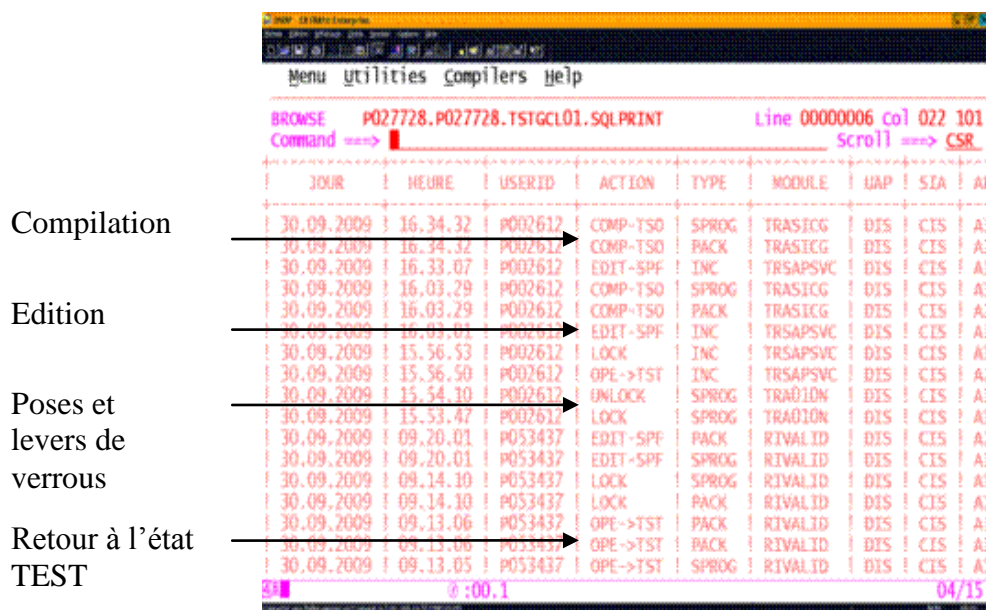 Menu Utilities Compilers Help
BROWSE P027728.P027728.TSTGCL01.SQLPRINT Line 00000006 Col 022 101
Command ===> Scroll ===> CSR
! JOUR ! HEURE ! USERID ! ACTION ! TYPE ! MODULE ! UAP ! SIA !
Compilation
! 30.09.2009 ! 16.34.32 ! P002612 ! COMP-TSO ! SPROG ! TRASICG ! DIS ! CIS !
! 30.09.2009 ! 16.34.32 ! P002612 ! COMP-TSO ! PACK ! TRASICG ! DIS ! CIS !
! 30.09.2009 ! 16.33.07 ! P002612 ! EDIT-SPF ! INC ! TRSAPSVC ! DIS ! CIS !
! 30.09.2009 ! 16.03.29 ! P002612 ! COMP-TSO ! SPROG ! TRASICG ! DIS ! CIS !
! 30.09.2009 ! 16.03.29 ! P002612 ! COMP-TSO ! PACK ! TRASICG ! DIS ! CIS !
Edition
! 30.09.2009 ! 16.03.01 ! P002612 ! EDIT-SPF ! INC ! TRSAPSVC ! DIS ! CIS !
! 30.09.2009 ! 15.56.53 ! P002612 ! LOCK ! INC ! TRSAPSVC ! DIS ! CIS !
! 30.09.2009 ! 15.56.50 ! P002612 ! OPE->TST ! INC ! TRSAPSVC ! DIS ! CIS !
Poses et
levers de
verrous
! 30.09.2009 ! 15.54.10 ! P002612 ! UNLOCK ! SPROG ! TRA010N ! DIS ! CIS !
! 30.09.2009 ! 15.53.47 ! P002612 ! LOCK ! SPROG ! TRA010N ! DIS ! CIS !
! 30.09.2009 ! 09.20.01 ! P053437 ! EDIT-SPF ! PACK ! RIVALID ! DIS ! CIS !
! 30.09.2009 ! 09.20.01 ! P053437 ! EDIT-SPF ! SPROG ! RIVALID ! DIS ! CIS !
! 30.09.2009 ! 09.14.10 ! P053437 ! LOCK ! SPROG ! RIVALID ! DIS ! CIS !
! 30.09.2009 ! 09.14.10 ! P053437 ! LOCK ! PACK ! RIVALID ! DIS ! CIS !
Retour à l'état
TEST
! 30.09.2009 ! 09.13.06 ! P053437 ! OPE->TST ! PACK ! RIVALID ! DIS ! CIS !
! 30.09.2009 ! 09.13.06 ! P053437 ! OPE->TST ! PACK ! RIVALID ! DIS ! CIS !
! 30.09.2009 ! 09.13.05 ! P053437 ! OPE->TST ! SPROG ! RIVALID ! DIS ! CIS !
:00.1 04/15